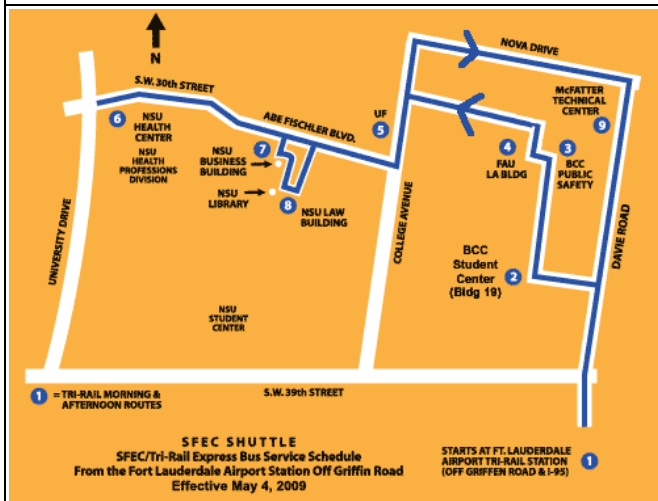 NOVA DRIVE
N
S.W. 30th STREET
McFATTER
TECHNICAL
CENTER
9
UF
5
ABE FISCHLER BLVD.
6
NSU
HEALTH
CENTER
NSU
HEALTH
PROFESSIONS
DIVISION
7
NSU
BUSINESS
BUILDING
NSU
LIBRARY
8
NSU LAW
BUILDING
4
FAU
LA BLDG
3
BCC
PUBLIC
SAFETY
UNIVERSITY DRIVE
COLLEGE AVENUE
DAVIE ROAD
BCC
Student
Center
(Bldg 19)
2
NSU
STUDENT
CENTER
1 = TRI-RAIL MORNING &
AFTERNOON ROUTES
S.W. 39th STREET
SFEC SHUTTLE
SFEC/Tri-Rail Express Bus Service Schedule
From the Fort Lauderdale Airport Station Off Griffin Road
Effective May 4, 2009
STARTS AT FT. LAUDERDALE
AIRPORT TRI-RAIL STATION
(OFF GRIFFEN ROAD & I-95)
1